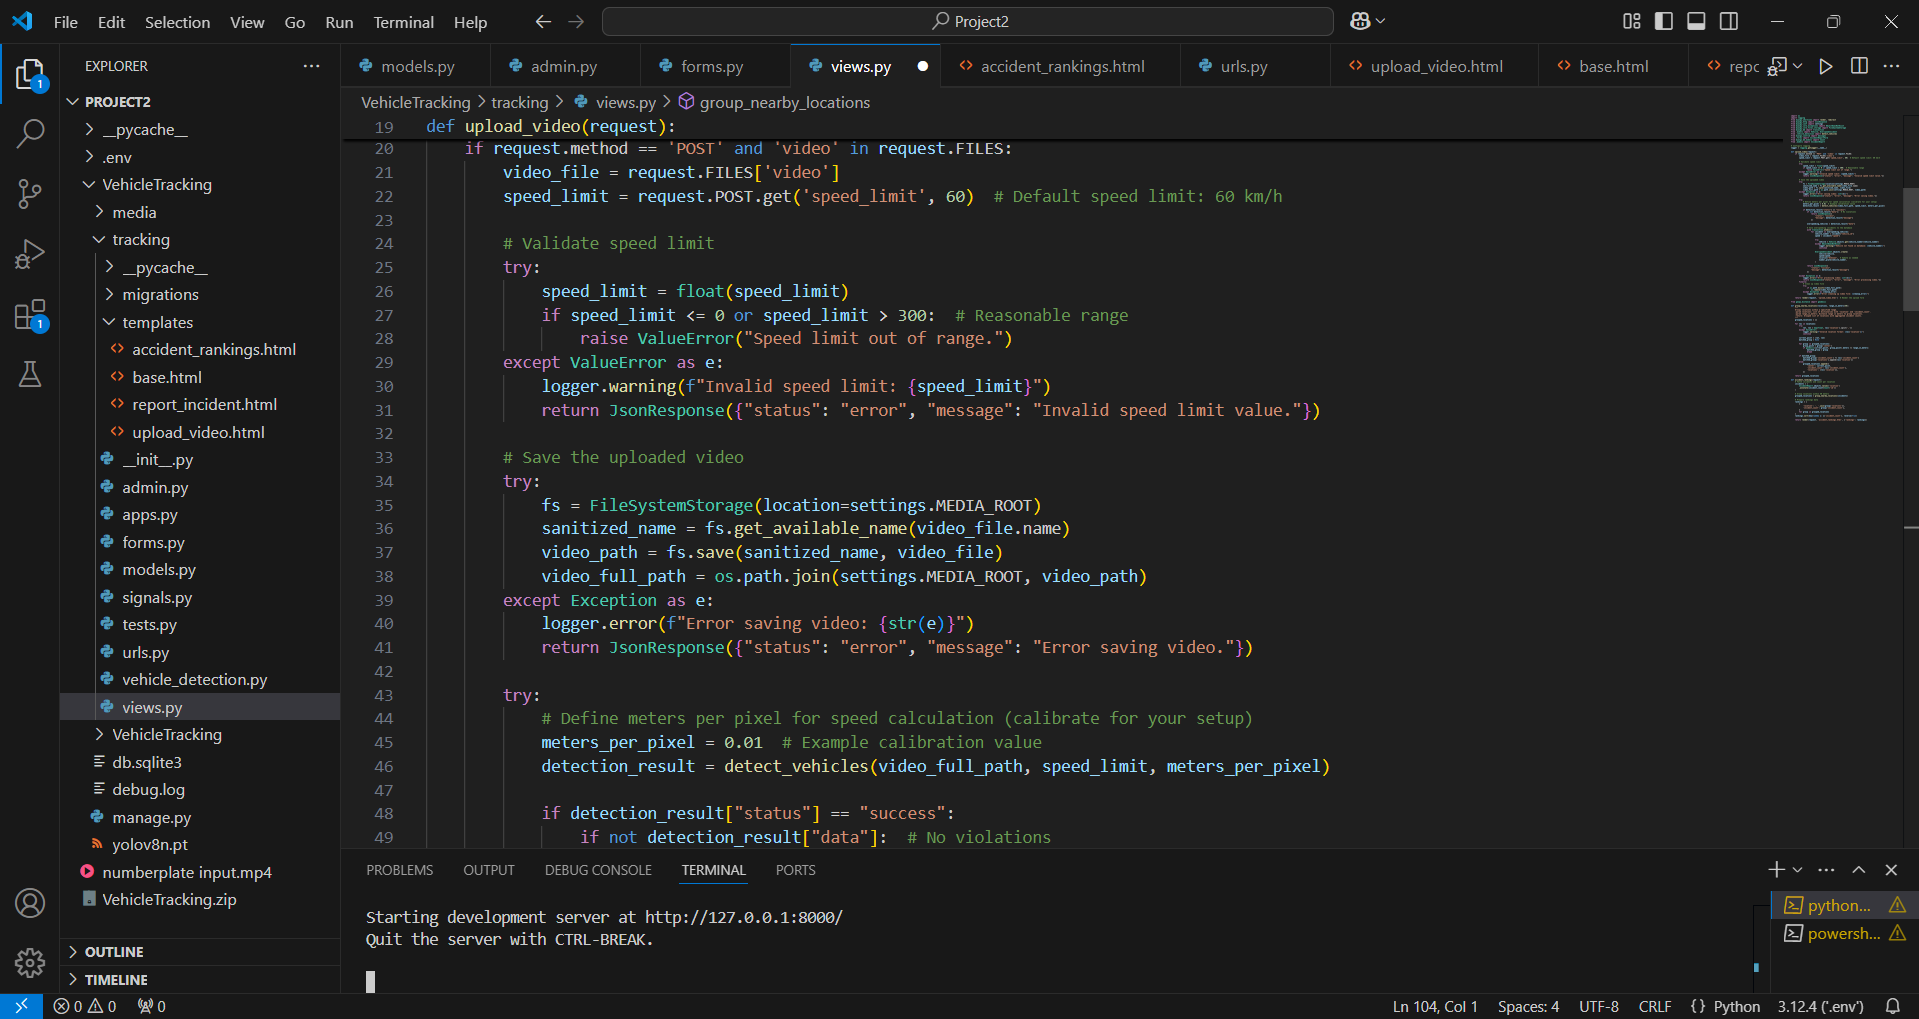 File Edit Selection View Go Run Terminal Help
Project2
EXPLORER
PROJECT2
__pycache__
.env
VehicleTracking
media
tracking
__pycache__
migrations
templates
accident_rankings.html
base.html
report_incident.html
upload_video.html
__init__.py
admin.py
apps.py
forms.py
models.py
signals.py
tests.py
urls.py
vehicle_detection.py
views.py
VehicleTracking
db.sqlite3
debug.log
manage.py
yolov8n.pt
numberplate input.mp4
VehicleTracking.zip
OUTLINE
TIMELINE
1
1
models.py admin.py forms.py views.py accident_rankings.html urls.py upload_video.html base.html repc
VehicleTracking > tracking > views.py > group_nearby_locations
19 def upload_video(request):
20 if request.method == 'POST' and 'video' in request.FILES:
21 video_file = request.FILES['video']
22 speed_limit = request.POST.get('speed_limit', 60)  # Default speed limit: 60 km/h
23
24 # Validate speed limit
25 try:
26 speed_limit = float(speed_limit)
27 if speed_limit <= 0 or speed_limit > 300:  # Reasonable range
28 raise ValueError("Speed limit out of range.")
29 except ValueError as e:
30 logger.warning(f"Invalid speed limit: {speed_limit}")
31 return JsonResponse({"status": "error", "message": "Invalid speed limit value."})
32
33 # Save the uploaded video
34 try:
35 fs = FileSystemStorage(location=settings.MEDIA_ROOT)
36 sanitized_name = fs.get_available_name(video_file.name)
37 video_path = fs.save(sanitized_name, video_file)
38 video_full_path = os.path.join(settings.MEDIA_ROOT, video_path)
39 except Exception as e:
40 logger.error(f"Error saving video: {str(e)}")
41 return JsonResponse({"status": "error", "message": "Error saving video."})
42
43 try:
44 # Define meters per pixel for speed calculation (calibrate for your setup)
45 meters_per_pixel = 0.01  # Example calibration value
46 detection_result = detect_vehicles(video_full_path, speed_limit, meters_per_pixel)
47
48 if detection_result["status"] == "success":
49 if not detection_result["data"]:  # No violations
PROBLEMS OUTPUT DEBUG CONSOLE TERMINAL PORTS
Starting development server at http://127.0.0.1:8000/
Quit the server with CTRL-BREAK.
python...
powersh...
0 0 0
Ln 104, Col 1 Spaces: 4 UTF-8 CRLF {} Python 3.12.4 ('.env')